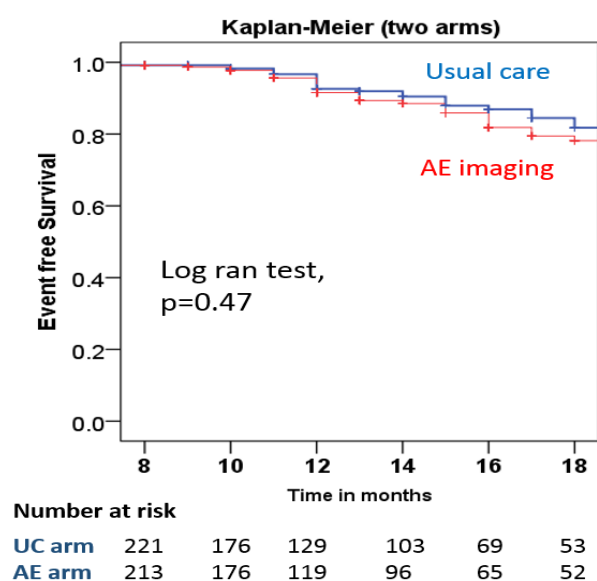 Kaplan-Meier (two arms)
Usual care
AE imaging
Log ran test,
p=0.47
Event free Survival
1.0
0.8
0.6
0.4
0.2
0.0
8 10 12 14 16 18
Time in months
Number at risk
UC arm 221 176 129 103 69 53
AE arm 213 176 119 96 65 52